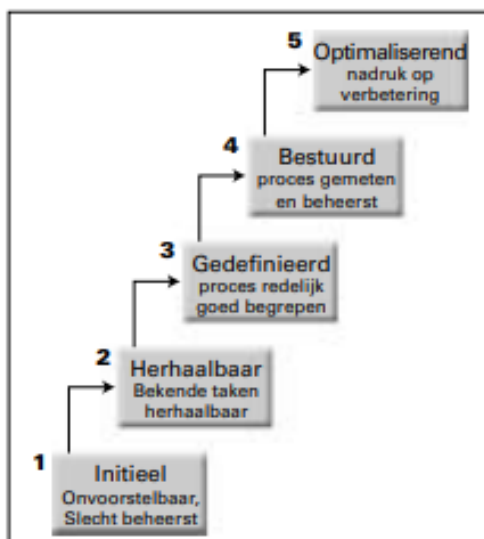 5
Optimaliserend
nadruk op
verbetering
4
Bestuurd
proces gemeten
en beheerst
3
Gedefinieerd
proces redelijk
goed begrepen
2
Herhaalbaar
Bekende taken
herhaalbaar
1
Initieel
Onvoorstelbaar,
Slecht beheerst